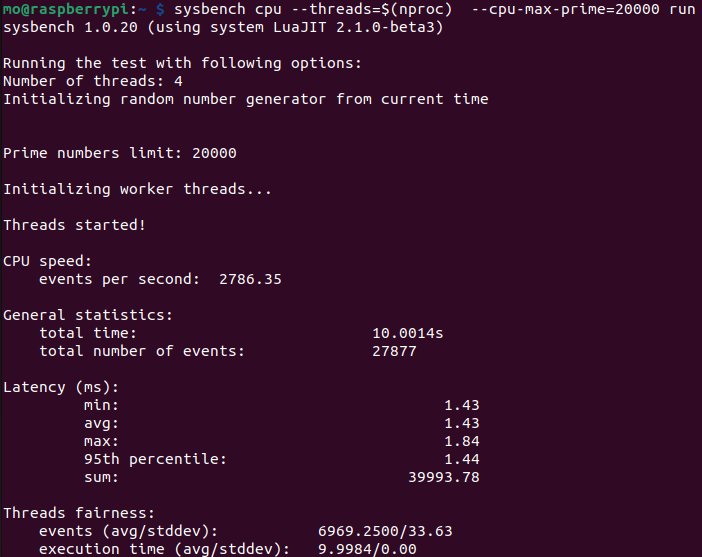 mo@raspberrypi:~ $ sysbench cpu --threads=$(nproc)  --cpu-max-prime=20000 run
sysbench 1.0.20 (using system LuaJIT 2.1.0-beta3)
Running the test with following options:
Number of threads: 4
Initializing random number generator from current time
Prime numbers limit: 20000
Initializing worker threads...
Threads started!
CPU speed:
    events per second:  2786.35
General statistics:
    total time:                          10.0014s
    total number of events:              27877
Latency (ms):
         min:                                    1.43
         avg:                                    1.43
         max:                                    1.84
         95th percentile:                        1.44
         sum:                                39993.78
Threads fairness:
    events (avg/stddev):           6969.2500/33.63
    execution time (avg/stddev):   9.9984/0.00